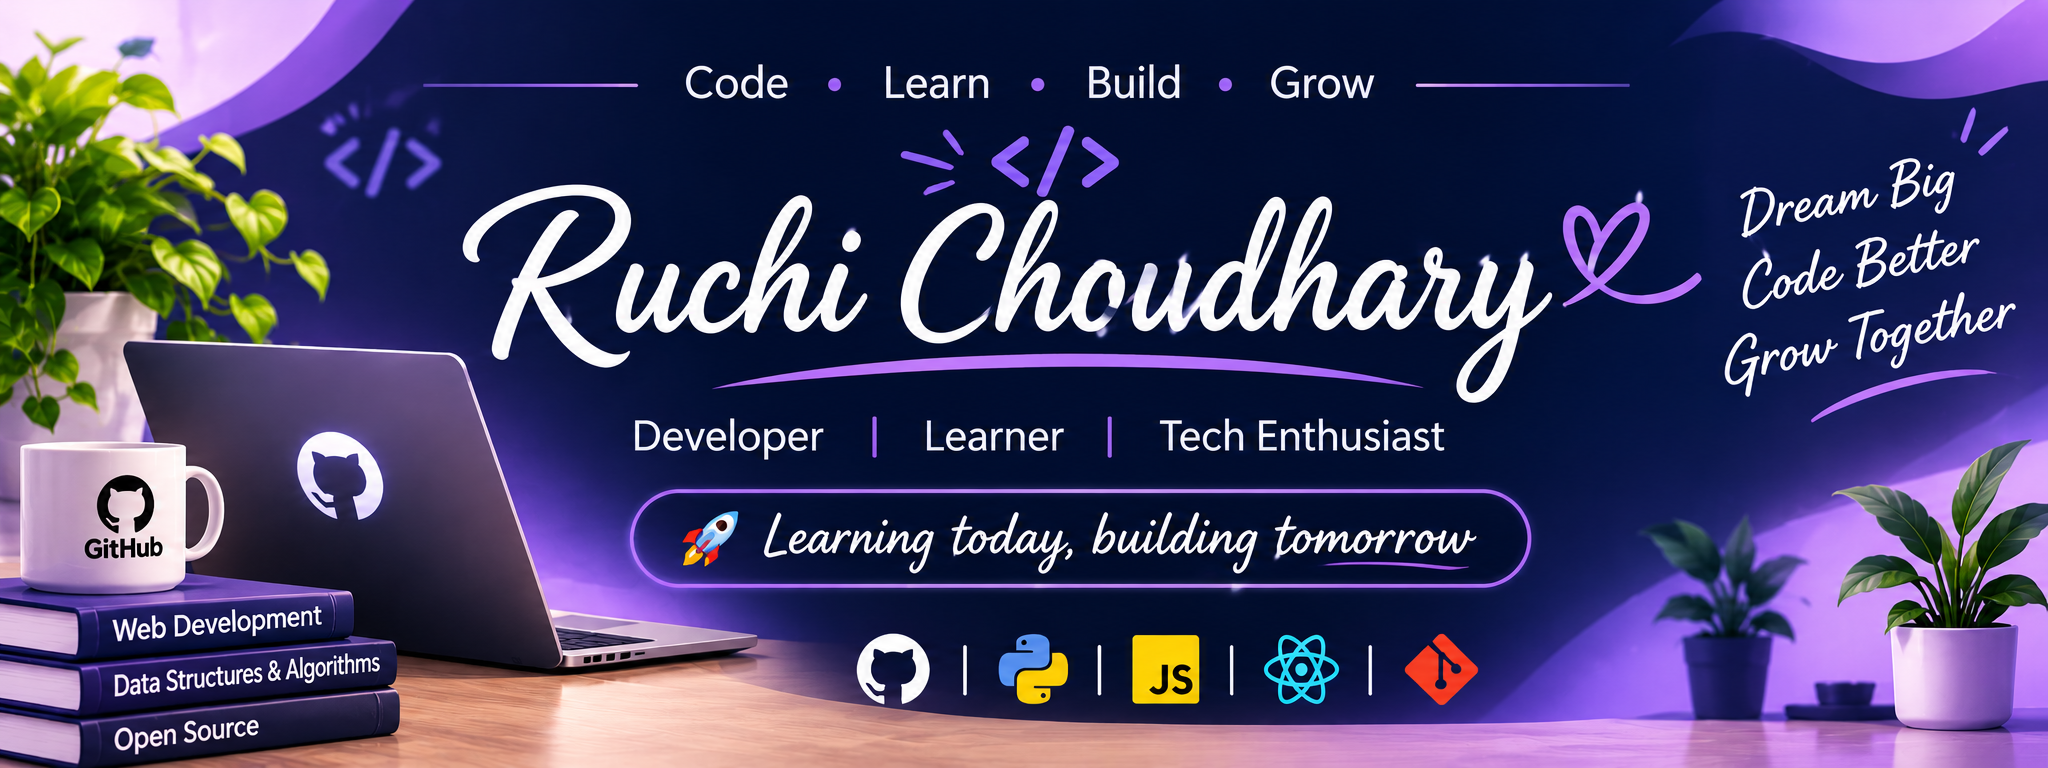 Code • Learn • Build • Grow
</>
</>
Ruchi Choudhary
Dream Big
Code Better
Grow Together
Developer | Learner | Tech Enthusiast
🚀 Learning today, building tomorrow
GitHub
Web Development
Data Structures & Algorithms
Open Source
JS